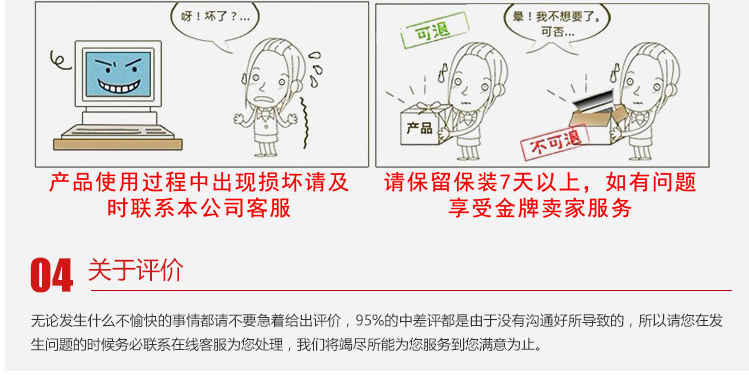 呀！坏了？...
产品使用过程中出现损坏请及
时联系本公司客服
晕！我不想要了。
可否...
可退
产品
不可退
请保留保装7天以上，如有问题
享受金牌卖家服务
04 关于评价
无论发生什么不愉快的事情都请不要急着给出评价，95%的中差评都是由于没有沟通好所导致的，所以请您在发
生问题的时候务必联系在线客服为您处理，我们将竭尽所能为您服务到您满意为止。